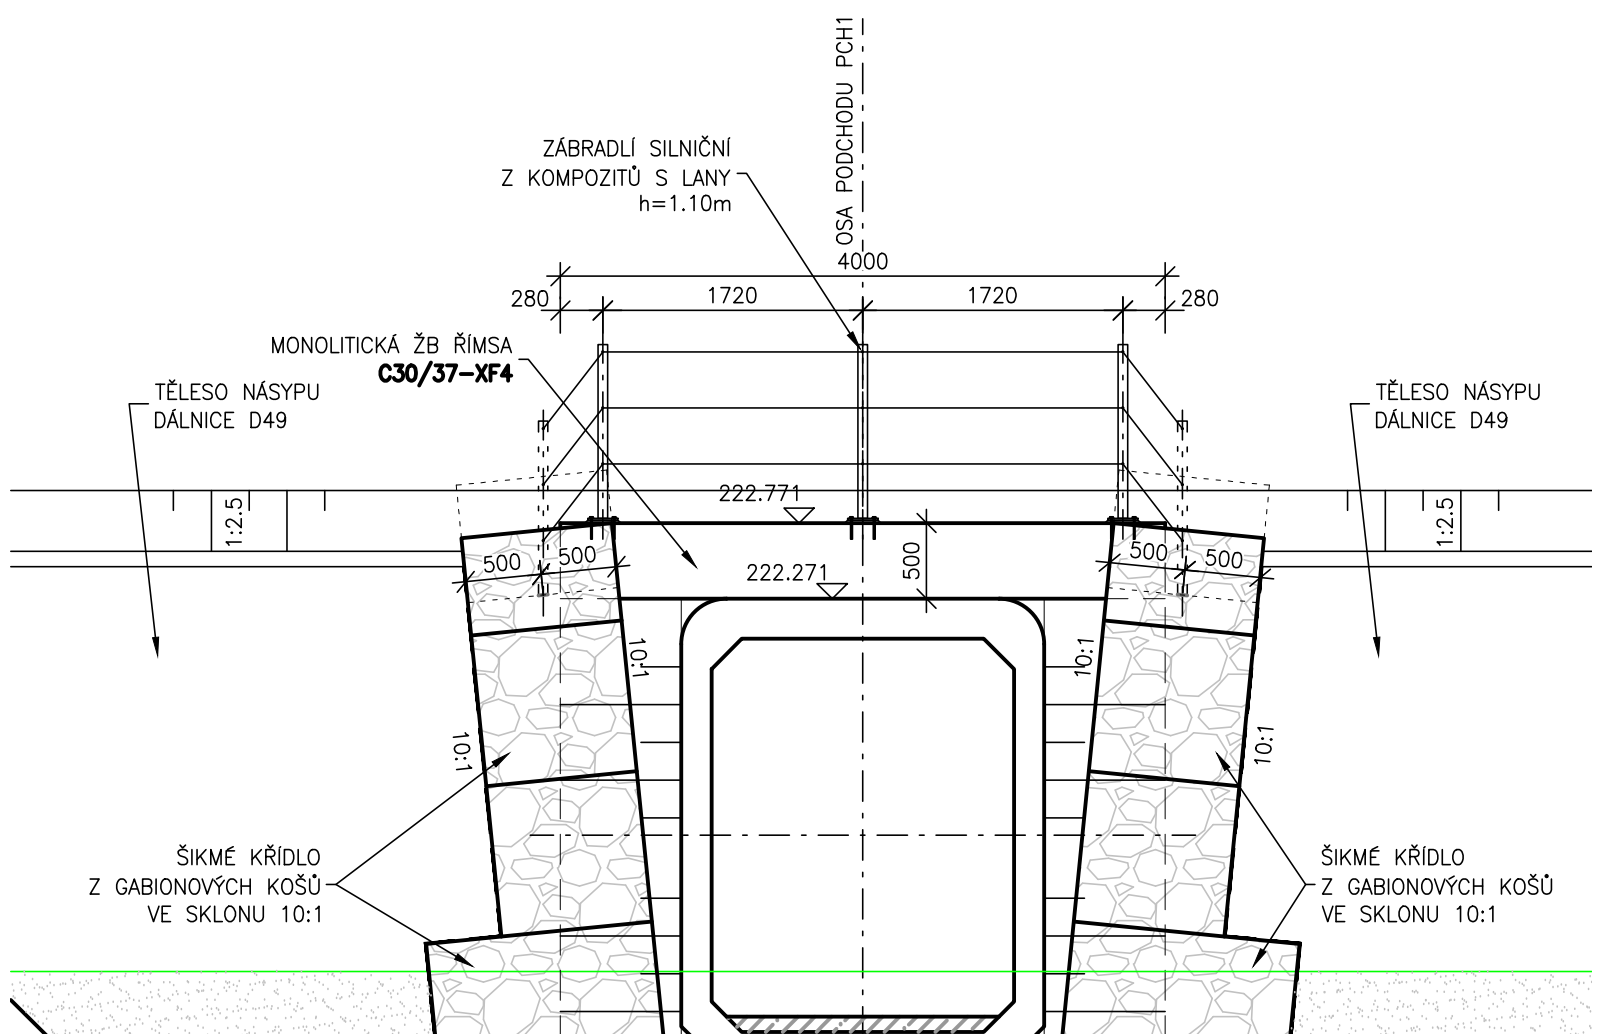 OSA PODCHODU PCH1
ZÁBRADLÍ SILNIČNÍ
Z KOMPOZITŮ S LANY
h=1.10m
4000
280
1720
1720
280
MONOLITICKÁ ŽB ŘÍMSA
C30/37-XF4
TĚLESO NÁSYPU
DÁLNICE D49
TĚLESO NÁSYPU
DÁLNICE D49
222.771
1:2.5
1:2.5
500
500
222.271
500
500
500
10:1
10:1
10:1
10:1
ŠIKMÉ KŘÍDLO
Z GABIONOVÝCH KOŠŮ
VE SKLONU 10:1
ŠIKMÉ KŘÍDLO
Z GABIONOVÝCH KOŠŮ
VE SKLONU 10:1